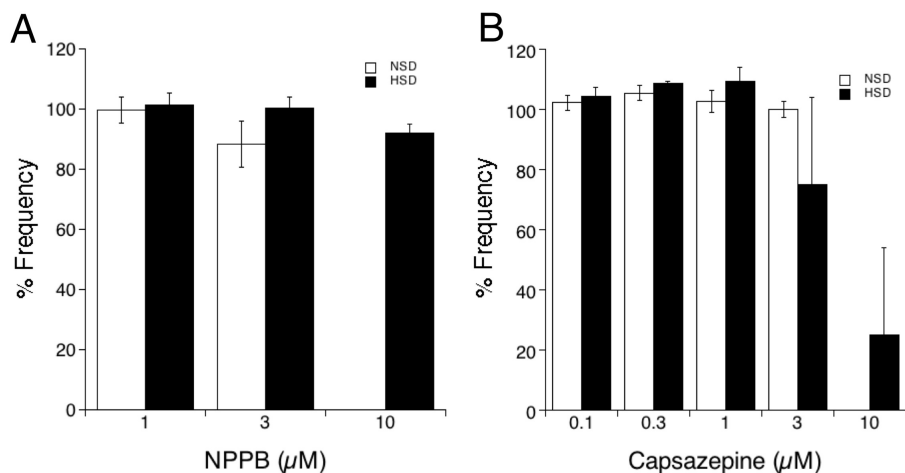 A
120
100
80
60
40
20
0
% Frequency
NSD
HSD
1 3 10
NPPB (µM)
B
120
100
80
60
40
20
0
% Frequency
NSD
HSD
0.1 0.3 1 3 10
Capsazepine (µM)